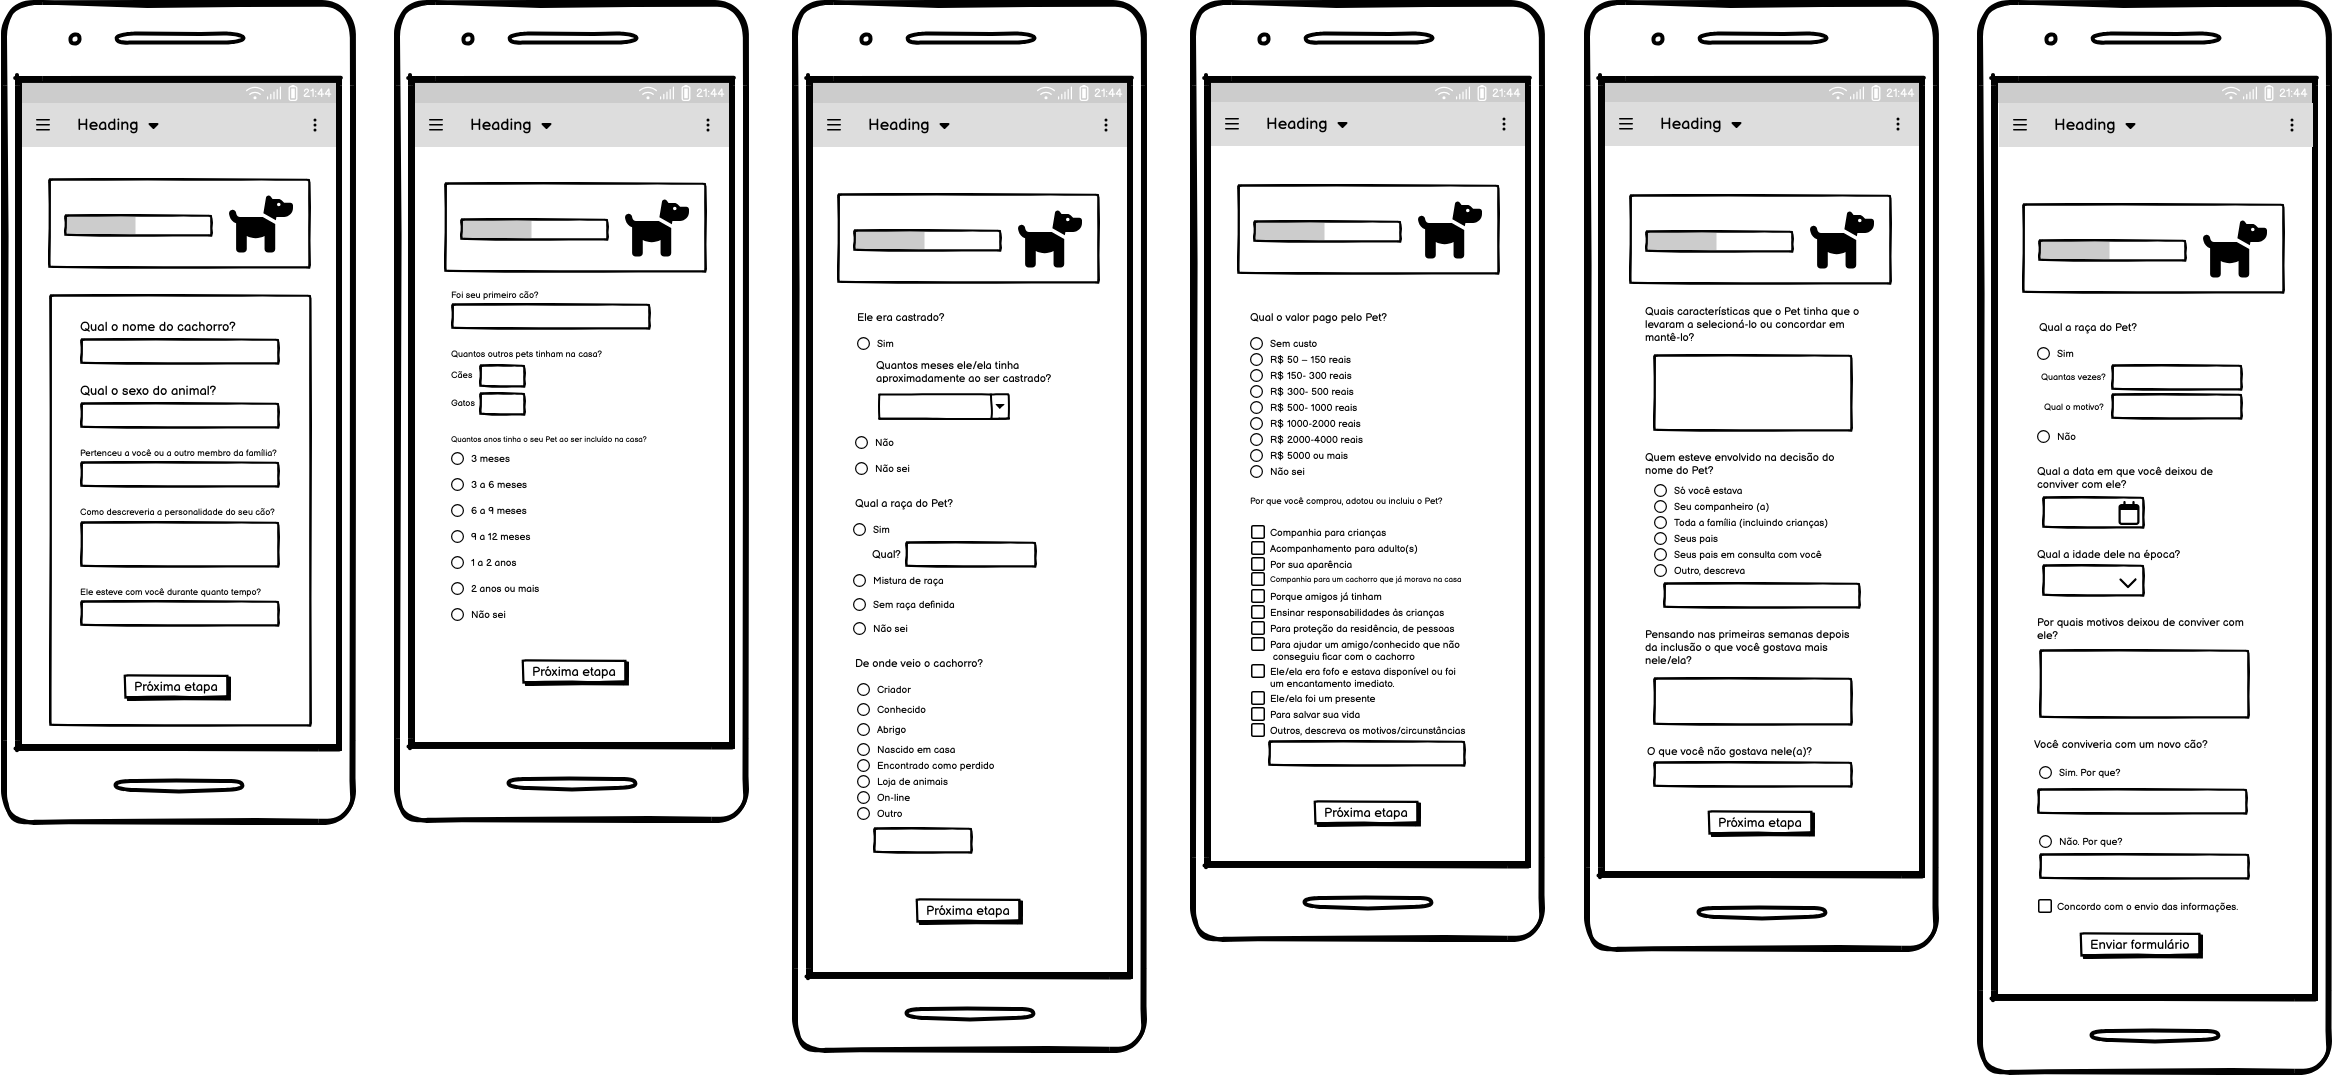 21:44
Heading
Qual o nome do cachorro?
Qual o sexo do animal?
Pertenceu a você ou a outro membro da família?
Como descreveria a personalidade do seu cão?
Ele esteve com você durante quanto tempo?
Próxima etapa
21:44
Heading
Foi seu primeiro cão?
Quantos outros pets tinham na casa?
Cães
Gatos
Quantos anos tinha o seu Pet ao ser incluído na casa?
3 meses
3 a 6 meses
6 a 9 meses
9 a 12 meses
1 a 2 anos
2 anos ou mais
Não sei
Próxima etapa
21:44
Heading
Ele era castrado?
Sim
Quantos meses ele/ela tinha
aproximadamente ao ser castrado?
Não
Não sei
Qual a raça do Pet?
Sim
Qual?
Mistura de raça
Sem raça definida
Não sei
De onde veio o cachorro?
Criador
Conhecido
Abrigo
Nascido em casa
Encontrado como perdido
Loja de animais
On-line
Outro
Próxima etapa
21:44
Heading
Qual o valor pago pelo Pet?
Sem custo
R$ 50 – 150 reais
R$ 150- 300 reais
R$ 300- 500 reais
R$ 500- 1000 reais
R$ 1000-2000 reais
R$ 2000-4000 reais
R$ 5000 ou mais
Não sei
Por que você comprou, adotou ou incluiu o Pet?
Companhia para crianças
Acompanhamento para adulto(s)
Por sua aparência
Companhia para um cachorro que já morava na casa
Porque amigos já tinham
Ensinar responsabilidades às crianças
Para proteção da residência, de pessoas
Para ajudar um amigo/conhecido que não
conseguiu ficar com o cachorro
Ele/ela era fofo e estava disponível ou foi
um encantamento imediato.
Ele/ela foi um presente
Para salvar sua vida
Outros, descreva os motivos/circunstâncias
Próxima etapa
21:44
Heading
Quais características que o Pet tinha que o
levaram a selecioná-lo ou concordar em
mantê-lo?
Quem esteve envolvido na decisão do
nome do Pet?
Só você estava
Seu companheiro (a)
Toda a família (incluindo crianças)
Seus pais
Seus pais em consulta com você
Outro, descreva
Pensando nas primeiras semanas depois
da inclusão o que você gostava mais
nele/ela?
O que você não gostava nele(a)?
Próxima etapa
21:44
Heading
Qual a raça do Pet?
Sim
Quantas vezes?
Qual o motivo?
Não
Qual a data em que você deixou de
conviver com ele?
Qual a idade dele na época?
Por quais motivos deixou de conviver com
ele?
Você conviveria com um novo cão?
Sim. Por que?
Não. Por que?
Concordo com o envio das informações.
Enviar formulário